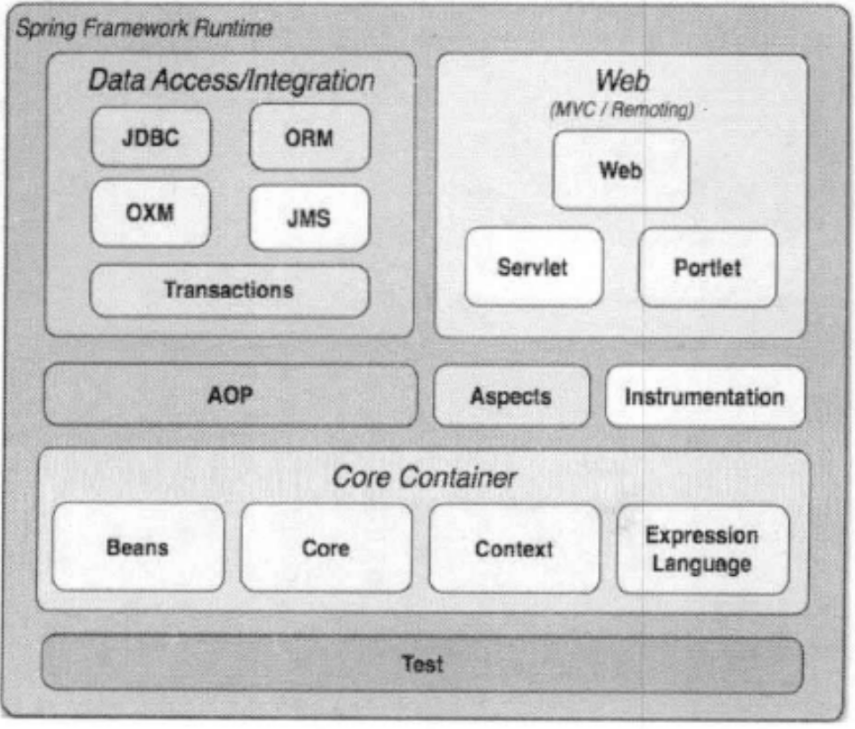 Spring Framework Runtime
Data Access/Integration
JDBC
ORM
OXM
JMS
Transactions
Web
(MVC / Remoting)
Web
Servlet
Portlet
AOP
Aspects
Instrumentation
Core Container
Beans
Core
Context
Expression
Language
Test